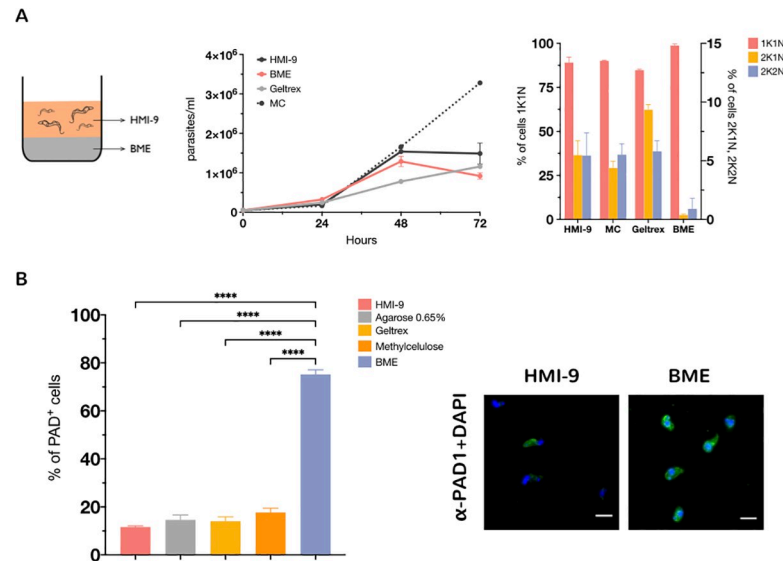 A
HMI-9
BME
parasites/ml
4×10⁶
3×10⁶
2×10⁶
1×10⁶
0
0
24
48
72
Hours
HMI-9
BME
Geltrex
MC
% of cells 1K1N
100
75
50
25
0
HMI-9
MC
Geltrex
BME
15
10
5
0
% of cells 2K1N, 2K2N
1K1N
2K1N
2K2N
B
% of PAD⁺ cells
100
80
60
40
20
0
****
****
****
****
HMI-9
Agarose 0.65%
Geltrex
Methylcelulose
BME
HMI-9
BME
α-PAD1+DAPI